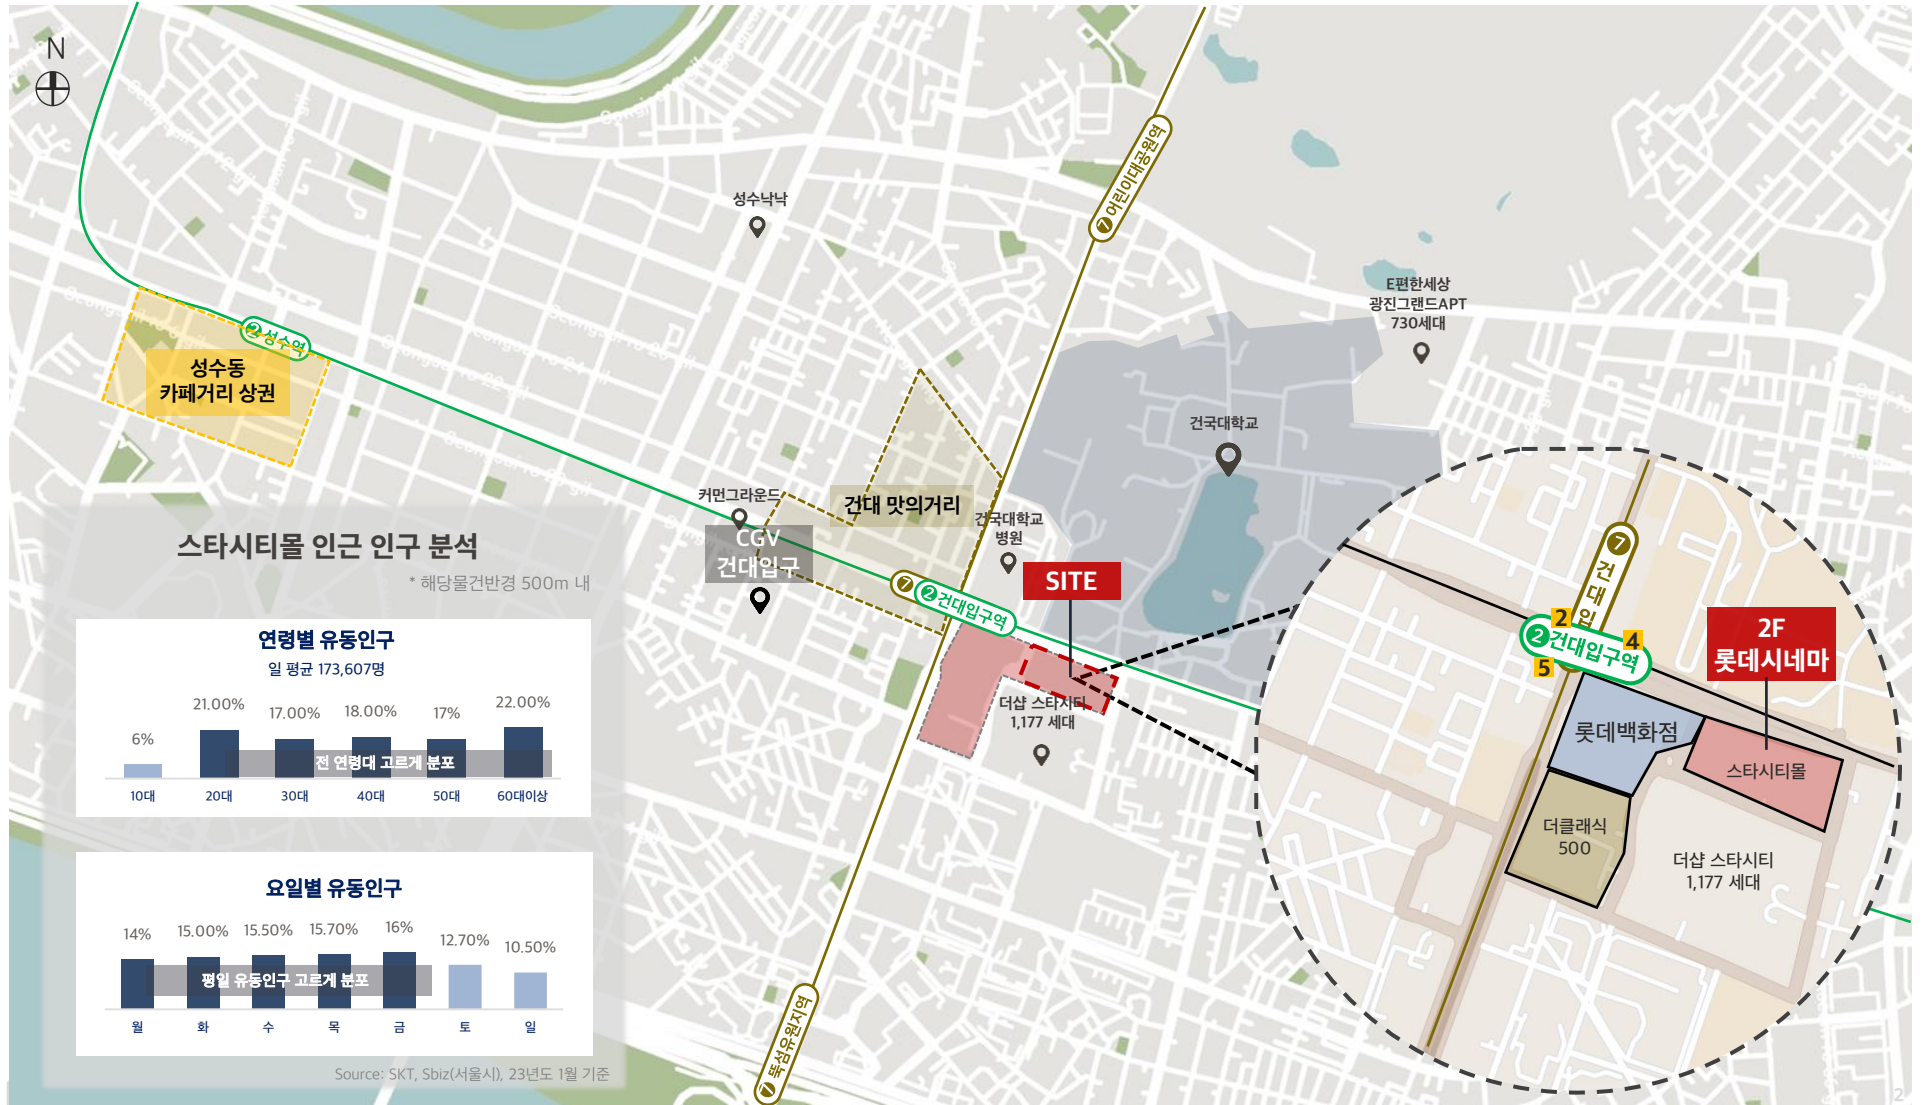 N
성수낙낙
7 어린이대공원역
E편한세상
광진그랜드APT
730세대
2 성수역
성수동
카페거리 상권
건국대학교
커먼그라운드
건대 맛의거리
건국대학교
병원
CGV
건대입구
SITE
7
2 건대입구역
더샵 스타시티
1,177 세대
7 뚝섬유원지역
스타시티몰 인근 인구 분석
* 해당물건반경 500m 내
연령별 유동인구
일 평균 173,607명
6%
21.00%
17.00%
18.00%
17%
22.00%
전 연령대 고르게 분포
10대
20대
30대
40대
50대
60대이상
요일별 유동인구
14%
15.00%
15.50%
15.70%
16%
12.70%
10.50%
평일 유동인구 고르게 분포
월
화
수
목
금
토
일
Source: SKT, Sbiz(서울시), 23년도 1월 기준
7
건대입
2
4
2 건대입구역
5
2F
롯데시네마
롯데백화점
스타시티몰
더클래식
500
더샵 스타시티
1,177 세대
2